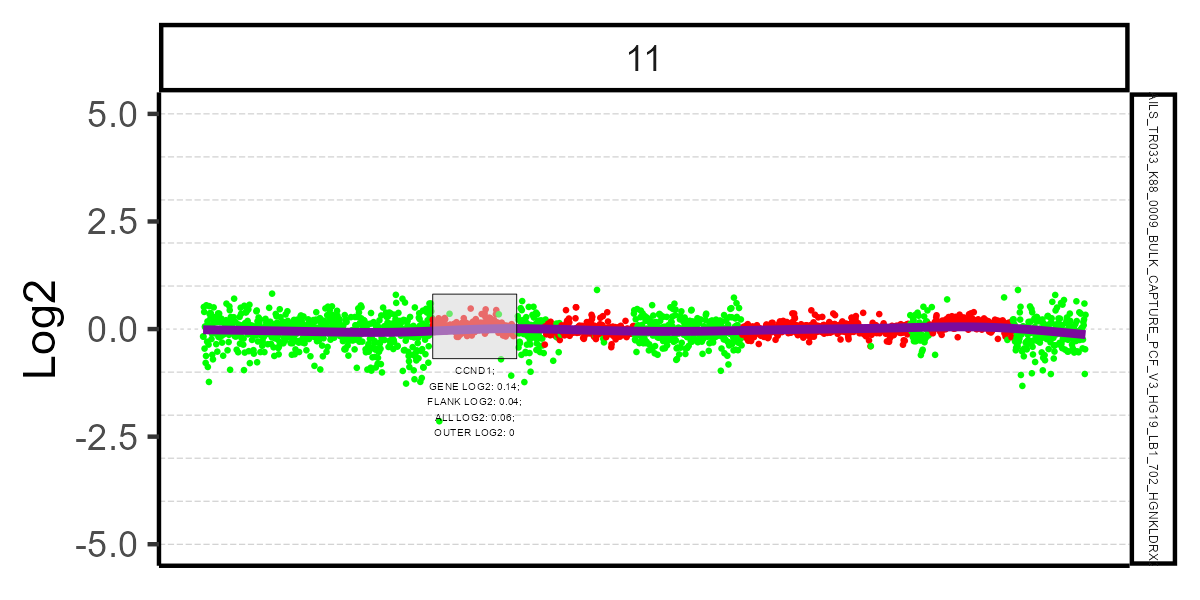 11
5.0
2.5
0.0
-2.5
-5.0
Log2
CCND1;
GENE LOG2: 0.14;
FLANK LOG2: 0.04;
ALL LOG2: 0.06;
OUTER LOG2: 0
AILS_TR033_K88_0009_BULK_CAPTURE_PCF_V3_HG19_LB1_702_HGNKLDRX